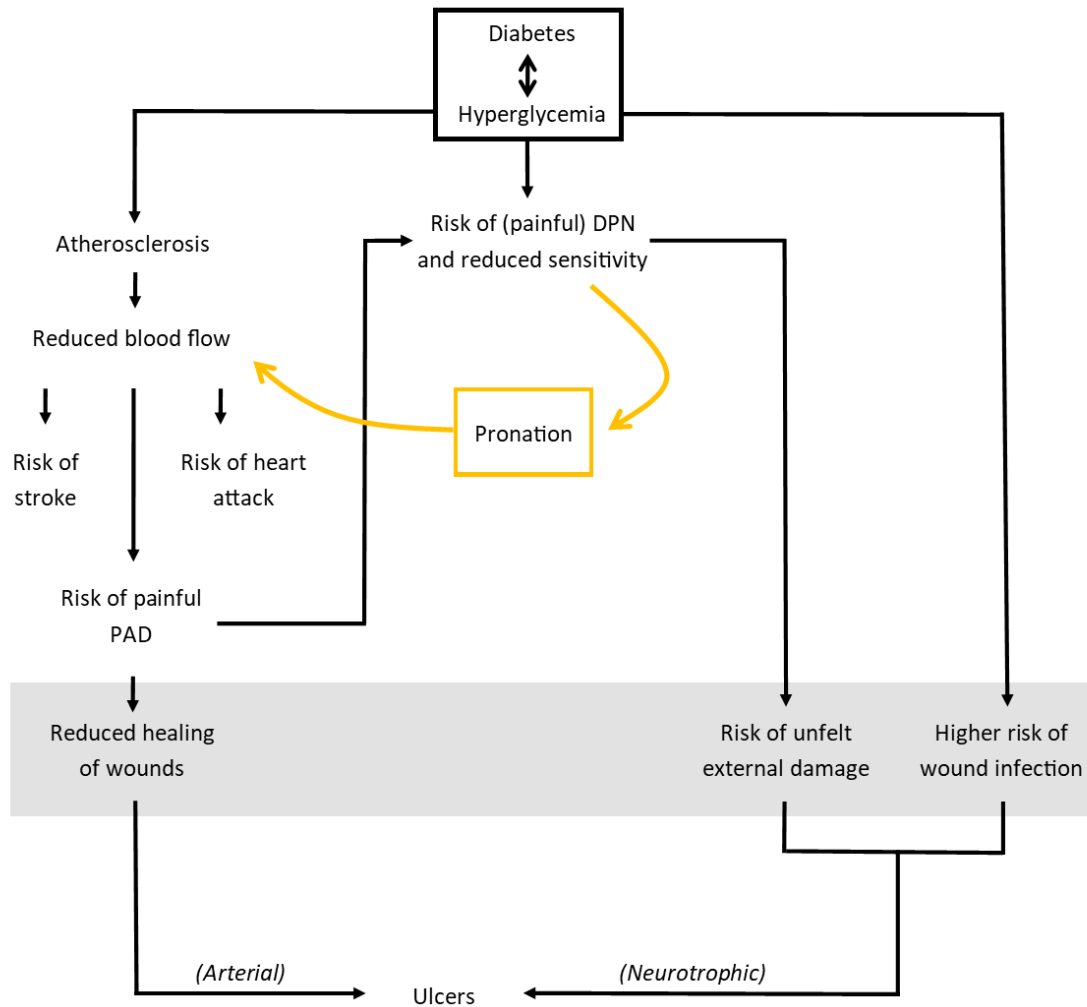 Diabetes
Hyperglycemia
Risk of (painful) DPN
and reduced sensitivity
Atherosclerosis
Reduced blood flow
Pronation
Risk of
stroke
Risk of heart
attack
Risk of painful
PAD
Reduced healing
of wounds
Risk of unfelt
external damage
Higher risk of
wound infection
(Arterial)
(Neurotrophic)
Ulcers